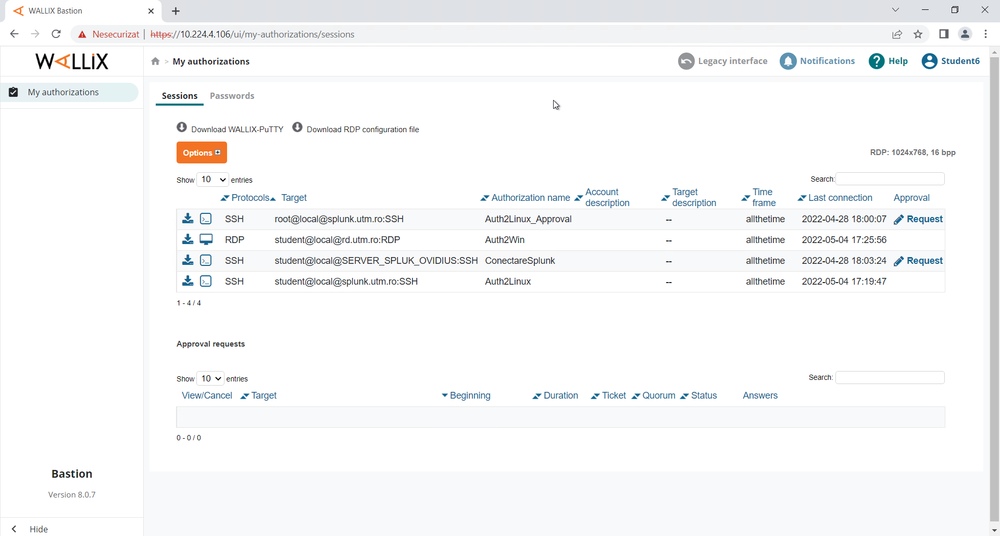 WALLIX Bastion
Nesecurizat https://10.224.4.106/ui/my-authorizations/sessions
WALLIX
> My authorizations
Legacy interface
Notifications
? Help
Student6
My authorizations
Sessions
Passwords
Download WALLIX-PuTTY
Download RDP configuration file
Options
RDP: 1024x768, 16 bpp
Show 10 entries
Search:
Protocols Target Authorization name Account description Target description Time frame Last connection Approval
SSH root@local@splunk.utm.ro:SSH Auth2Linux_Approval -- allthetime 2022-04-28 18:00:07 Request
RDP student@local@rd.utm.ro:RDP Auth2Win -- allthetime 2022-05-04 17:25:56
SSH student@local@SERVER_SPLUK_OVIDIUS:SSH ConectareSplunk -- allthetime 2022-04-28 18:03:24 Request
SSH student@local@splunk.utm.ro:SSH Auth2Linux -- allthetime 2022-05-04 17:19:47
1 - 4 / 4
Approval requests
Show 10 entries
Search:
View/Cancel Target Beginning Duration Ticket Quorum Status Answers
0 - 0 / 0
Bastion
Version 8.0.7
Hide